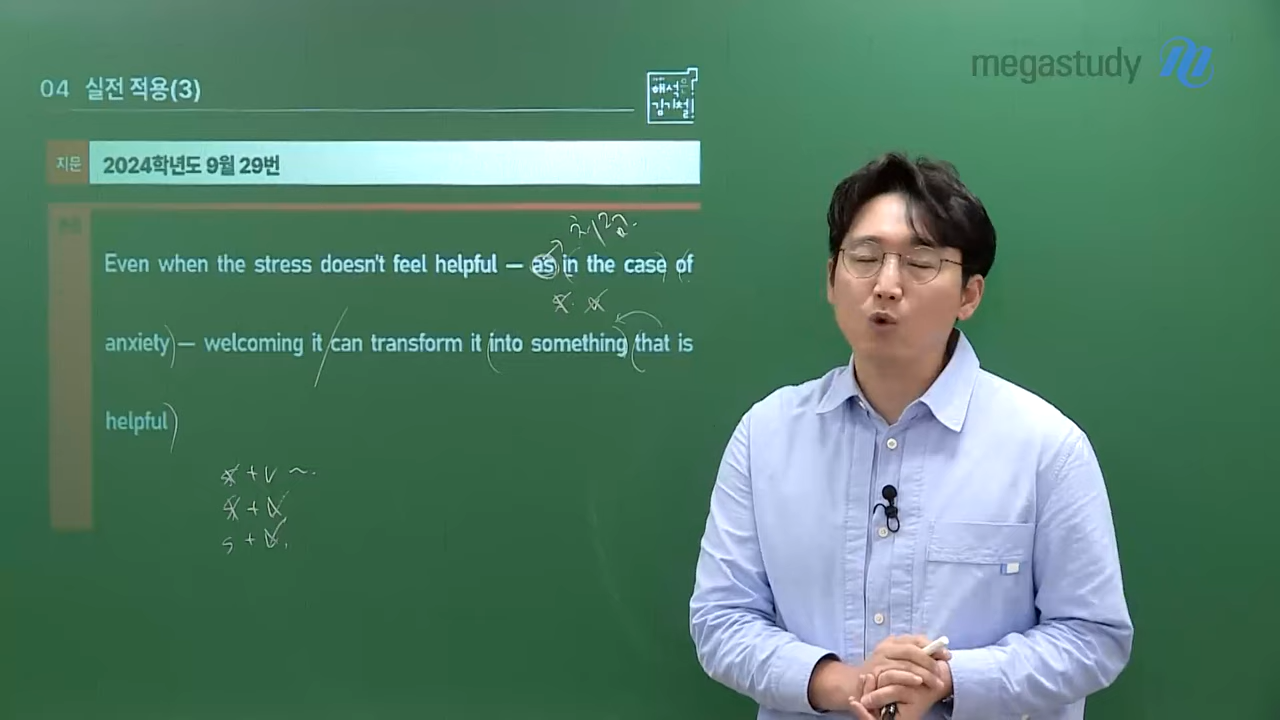 megastudy
04 실전 적용(3)
해석은!
김기철!
지문 2024학년도 9월 29번
Even when the stress doesn't feel helpful – as in the case of
anxiety) – welcoming it / can transform it (into something) (that is
helpful)
s + v ~.
s + v
s + v.